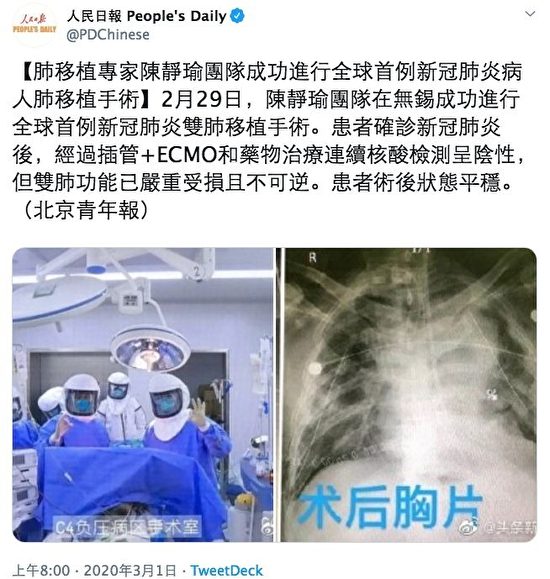 人民日报
PEOPLE'S DAILY
人民日報 People's Daily
@PDChinese
【肺移植專家陳靜瑜團隊成功進行全球首例新冠肺炎病
人肺移植手術】2月29日，陳靜瑜團隊在無錫成功進行
全球首例新冠肺炎雙肺移植手術。患者確診新冠肺炎
後，經過插管+ECMO和藥物治療連續核酸檢測呈陰性，
但雙肺功能已嚴重受損且不可逆。患者術後狀態平穩。
（北京青年報）
2
C4负压病区手术室
R
术后胸片
@头条新
上午8:00 · 2020年3月1日 · TweetDeck